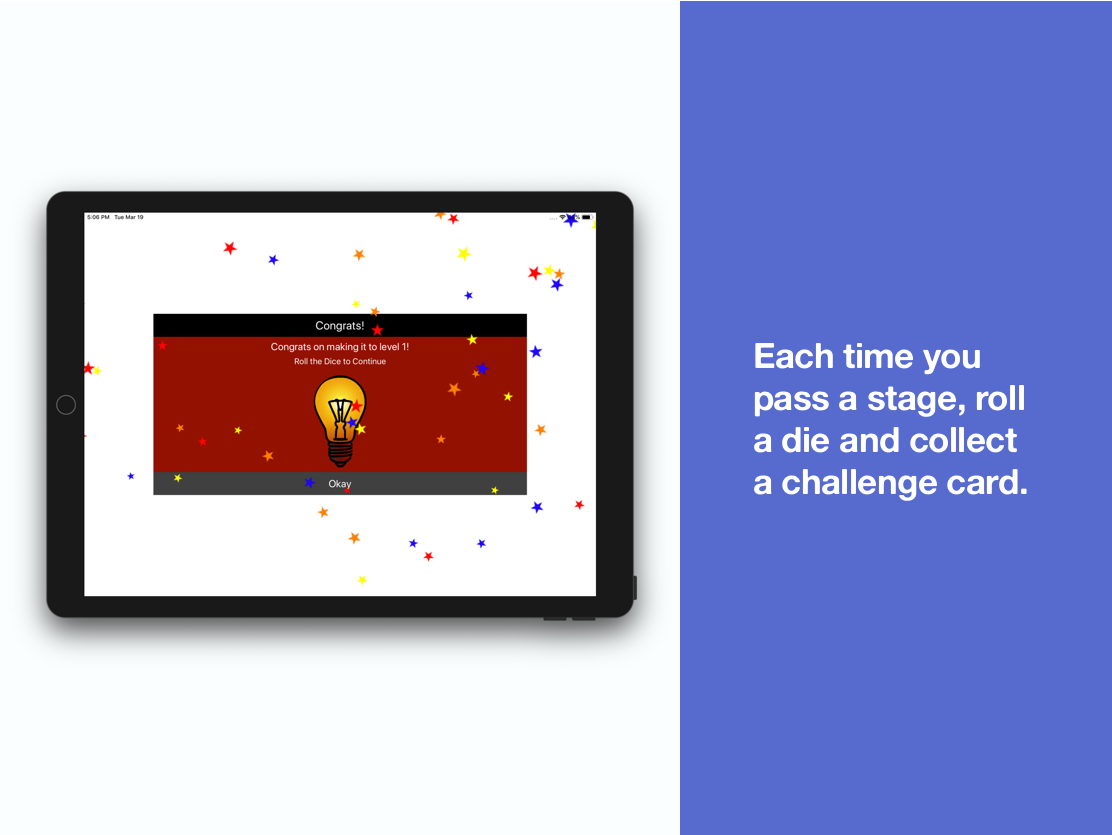 5:06 PM Tue Mar 19
Congrats!
Congrats on making it to level 1!
Roll the Dice to Continue
Okay
Each time you
pass a stage, roll
a die and collect
a challenge card.